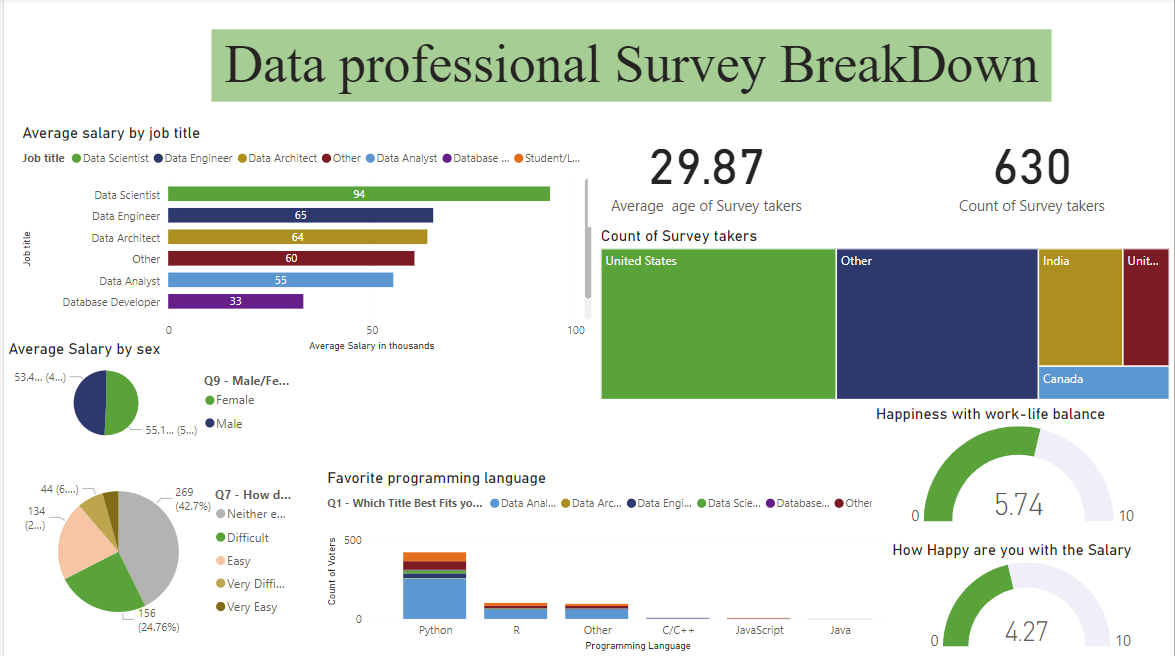 Data professional Survey BreakDown
Average salary by job title
Job title Data Scientist Data Engineer Data Architect Other Data Analyst Database ... Student/L...
Job title
Data Scientist 94
Data Engineer 65
Data Architect 64
Other 60
Data Analyst 55
Database Developer 33
0 50 100
Average Salary in thousands
29.87
Average  age of Survey takers
630
Count of Survey takers
Count of Survey takers
United States
Other
India
Unit...
Canada
Average Salary by sex
53.4... (4...)
55.1... (5...)
Q9 - Male/Fe...
Female
Male
44 (6....)
134
(2...)
269
(42.7%)
156
(24.76%)
Q7 - How d...
Neither e...
Difficult
Easy
Very Diffi...
Very Easy
Favorite programming language
Q1 - Which Title Best Fits yo... Data Anal... Data Arc... Data Engi... Data Scie... Database... Other
Count of Voters
500
0
Python R Other C/C++ JavaScript Java
Programming Language
Happiness with work-life balance
0 5.74 10
How Happy are you with the Salary
0 4.27 10